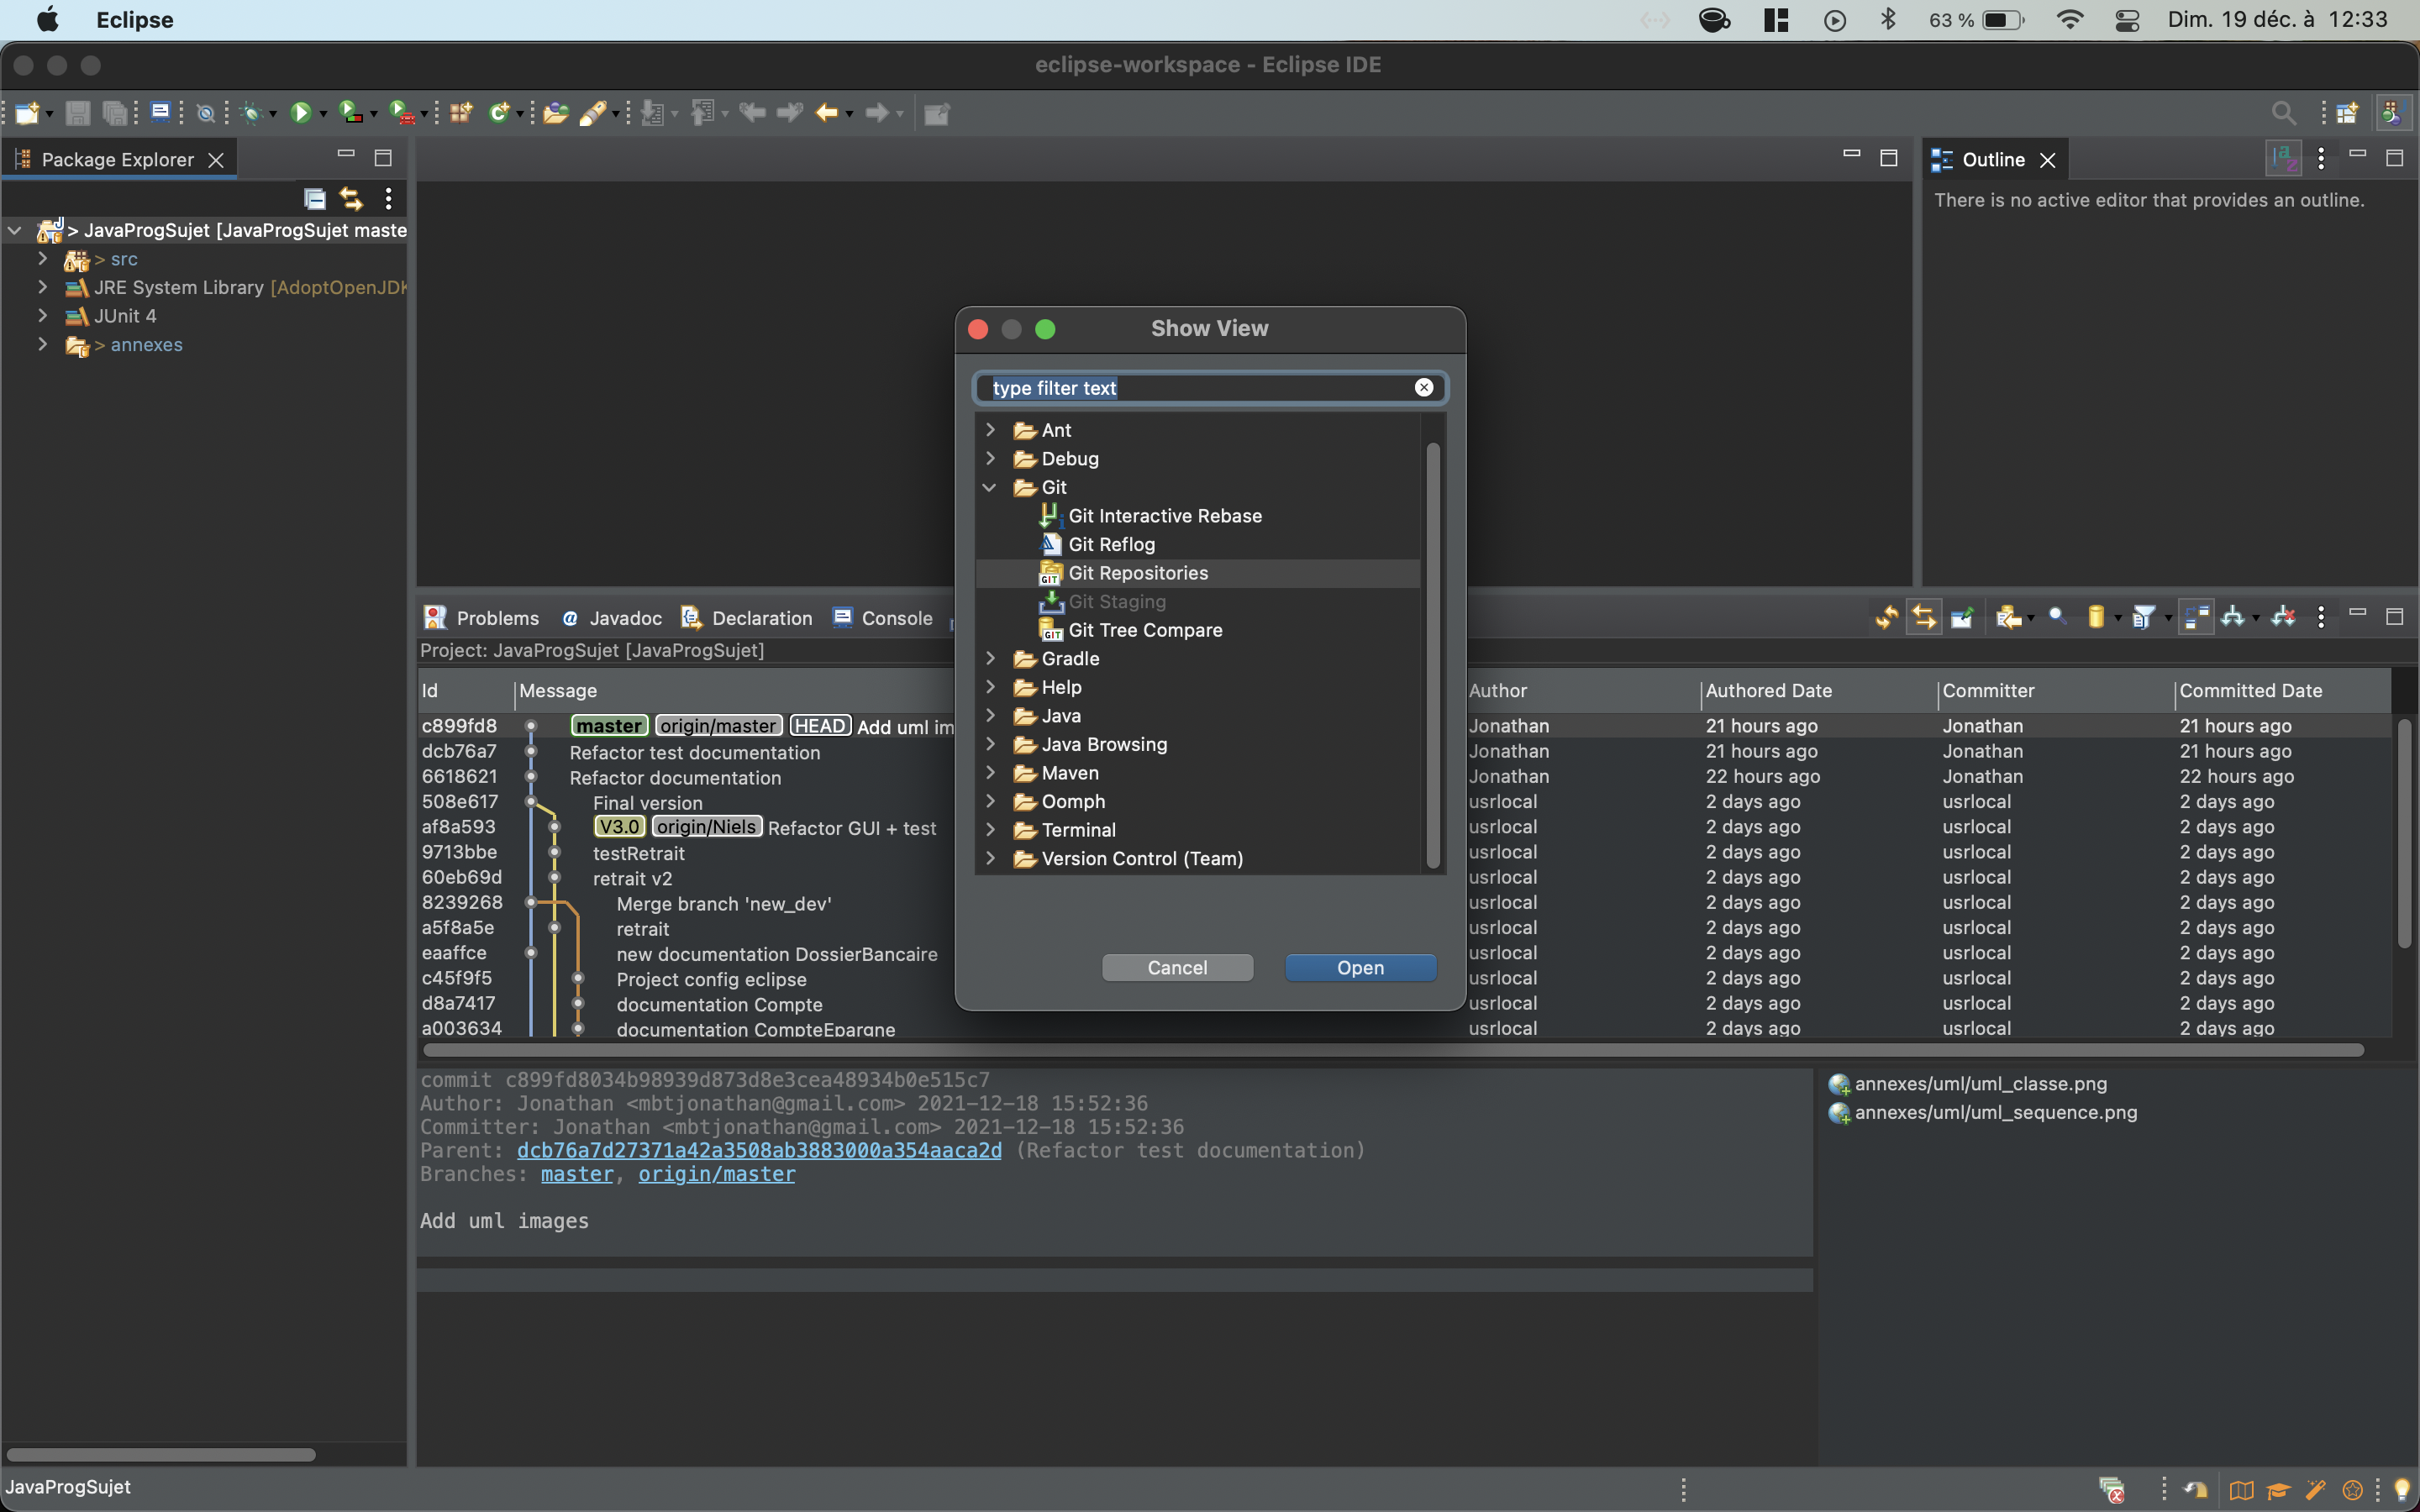 Eclipse
63 %
Dim. 19 déc. à 12:33
eclipse-workspace - Eclipse IDE
Package Explorer
> JavaProgSujet [JavaProgSujet maste
> src
JRE System Library [AdoptOpenJDK
JUnit 4
> annexes
Outline
There is no active editor that provides an outline.
Show View
type filter text
Ant
Debug
Git
Git Interactive Rebase
Git Reflog
Git Repositories
Git Staging
Git Tree Compare
Gradle
Help
Java
Java Browsing
Maven
Oomph
Terminal
Version Control (Team)
Cancel
Open
Problems
Javadoc
Declaration
Console
Project: JavaProgSujet [JavaProgSujet]
Id Message Author Authored Date Committer Committed Date
c899fd8 master origin/master HEAD Add uml im Jonathan 21 hours ago Jonathan 21 hours ago
dcb76a7 Refactor test documentation Jonathan 21 hours ago Jonathan 21 hours ago
6618621 Refactor documentation Jonathan 22 hours ago Jonathan 22 hours ago
508e617 Final version usrlocal 2 days ago usrlocal 2 days ago
af8a593 V3.0 origin/Niels Refactor GUI + test usrlocal 2 days ago usrlocal 2 days ago
9713bbe testRetrait usrlocal 2 days ago usrlocal 2 days ago
60eb69d retrait v2 usrlocal 2 days ago usrlocal 2 days ago
8239268 Merge branch 'new_dev' usrlocal 2 days ago usrlocal 2 days ago
a5f8a5e retrait usrlocal 2 days ago usrlocal 2 days ago
eaaffce new documentation DossierBancaire usrlocal 2 days ago usrlocal 2 days ago
c45f9f5 Project config eclipse usrlocal 2 days ago usrlocal 2 days ago
d8a7417 documentation Compte usrlocal 2 days ago usrlocal 2 days ago
a003634 documentation CompteEpargne usrlocal 2 days ago usrlocal 2 days ago
commit c899fd8034b98939d873d8e3cea48934b0e515c7
Author: Jonathan <mbtjonathan@gmail.com> 2021-12-18 15:52:36
Committer: Jonathan <mbtjonathan@gmail.com> 2021-12-18 15:52:36
Parent: dcb76a7d27371a42a3508ab3883000a354aaca2d (Refactor test documentation)
Branches: master, origin/master
Add uml images
annexes/uml/uml_classe.png
annexes/uml/uml_sequence.png
JavaProgSujet